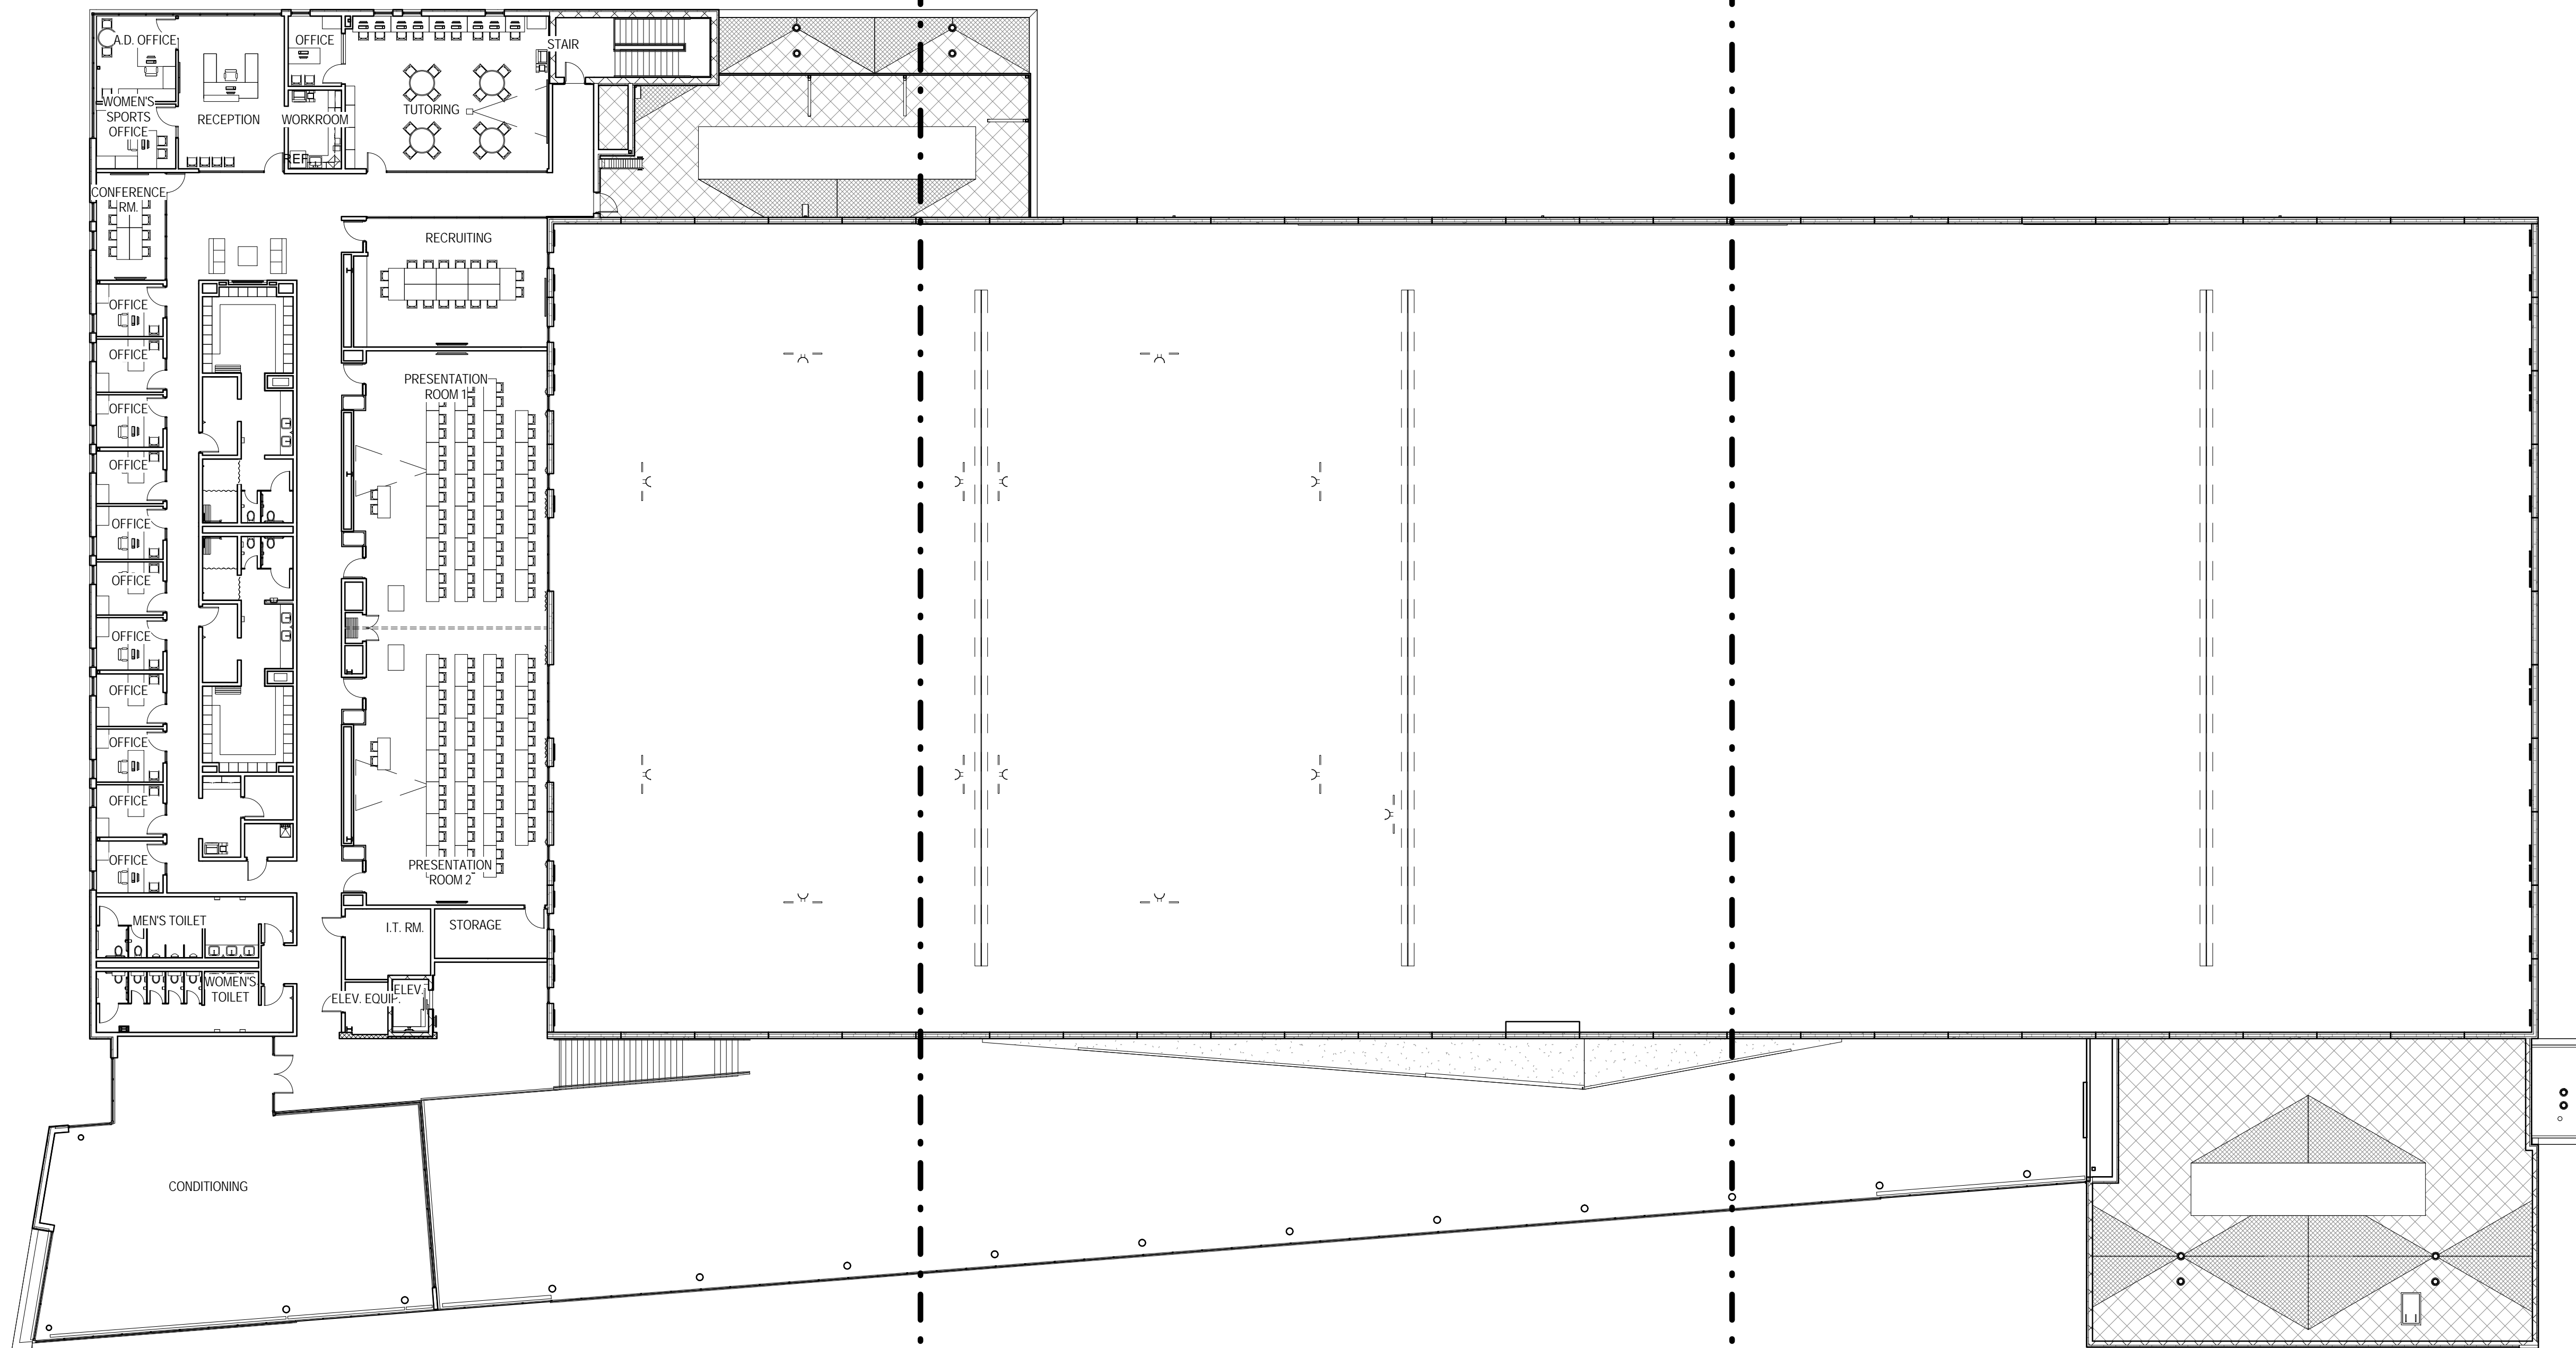 A.D. OFFICE
OFFICE
STAIR
WOMEN'S
SPORTS
OFFICE
RECEPTION
WORKROOM
TUTORING
REF.
CONFERENCE
RM.
RECRUITING
OFFICE
OFFICE
PRESENTATION
ROOM 1
OFFICE
OFFICE
OFFICE
OFFICE
OFFICE
OFFICE
OFFICE
OFFICE
OFFICE
PRESENTATION
ROOM 2
MEN'S TOILET
I.T. RM.
STORAGE
WOMEN'S
TOILET
ELEV. EQUIP.
ELEV.
CONDITIONING